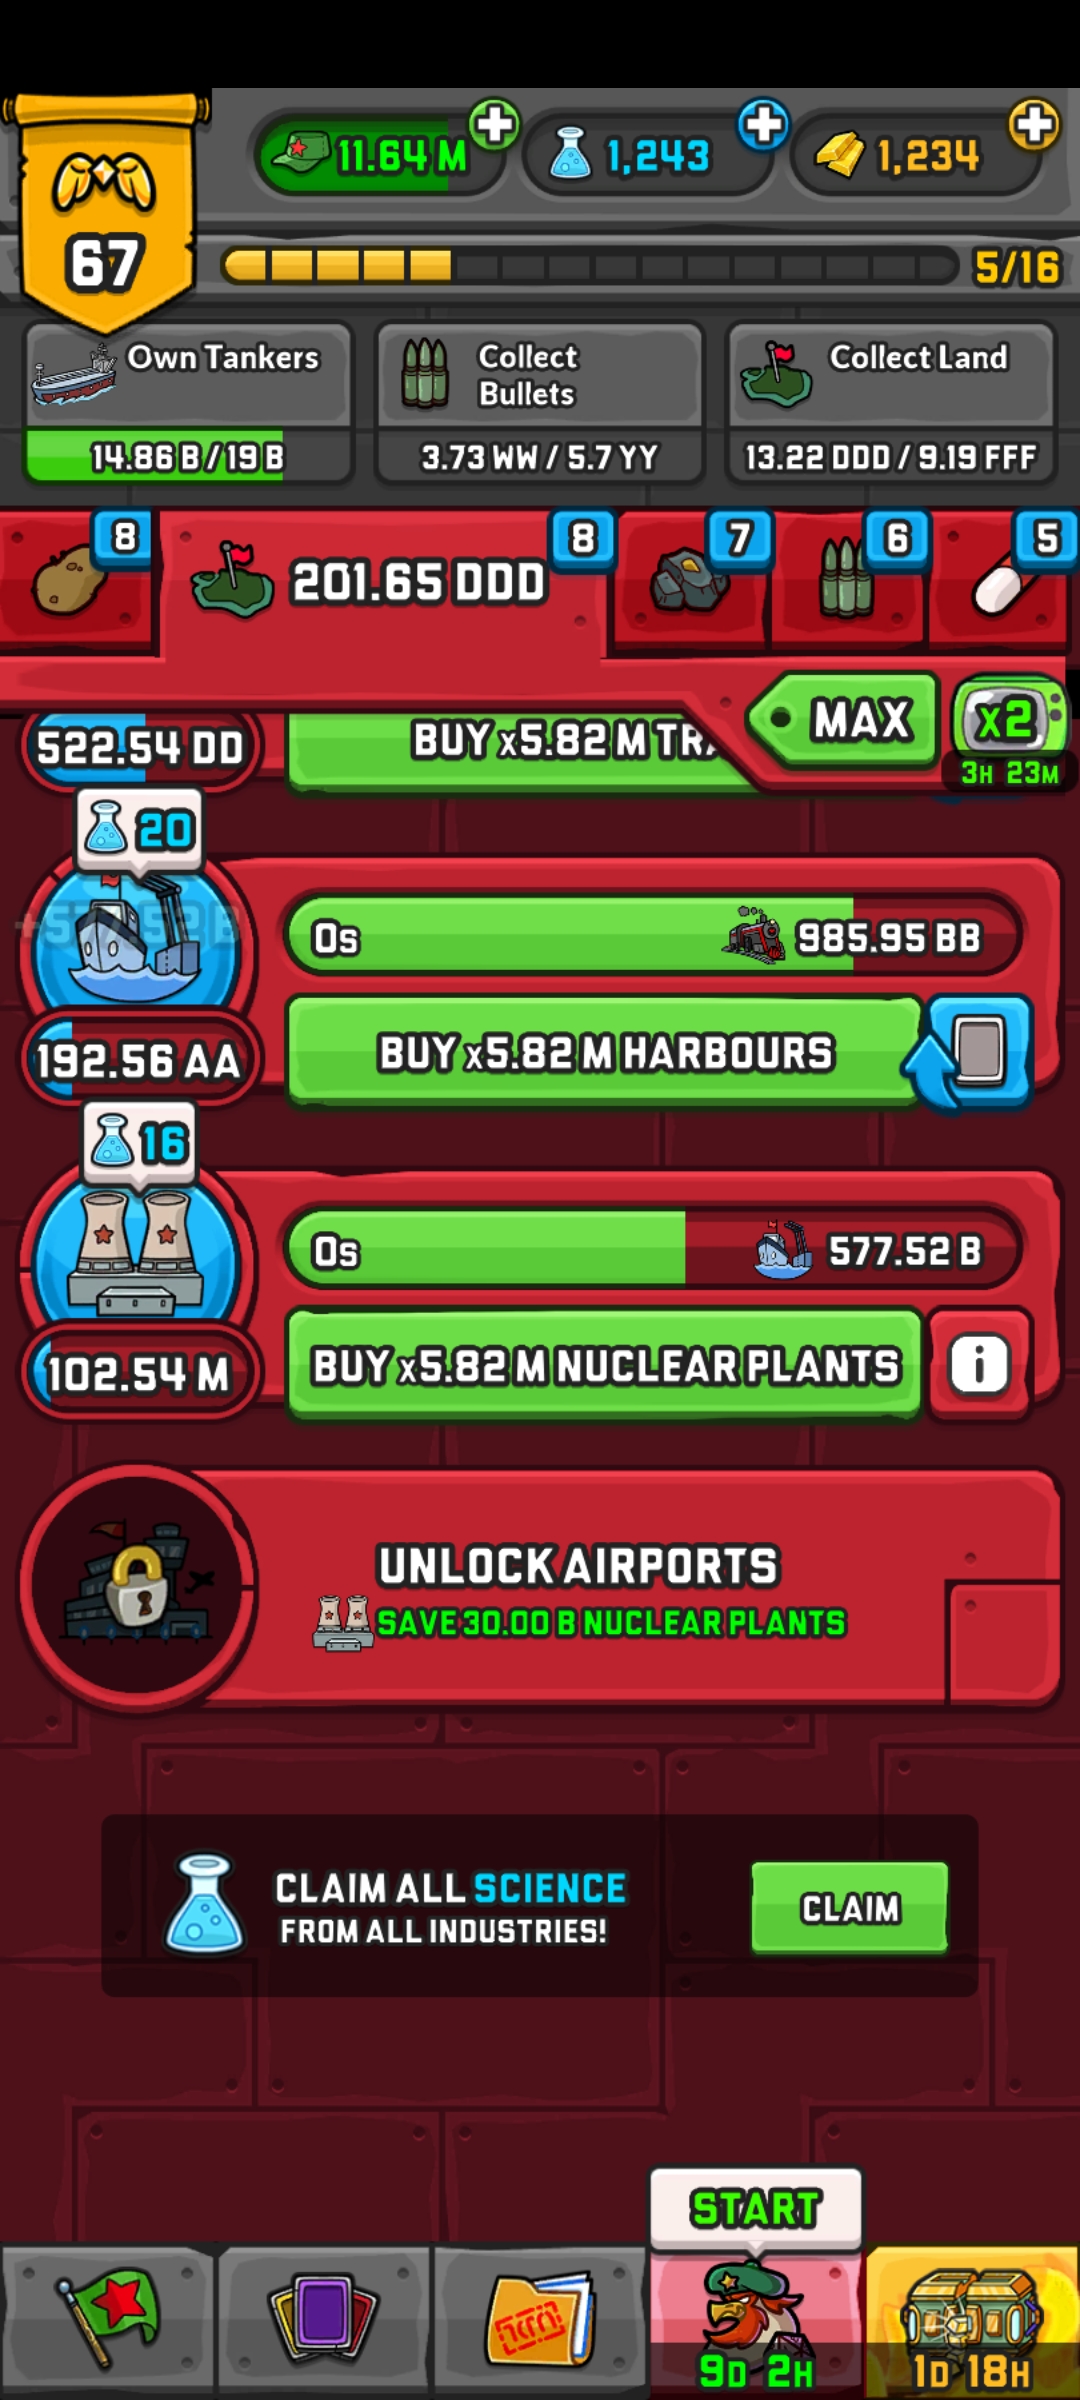 11.64 M
1,243
1,234
67
5/16
Own Tankers
14.86 B / 19 B
Collect
Bullets
3.73 WW / 5.7 YY
Collect Land
13.22 DDD / 9.19 FFF
8
201.65 DDD
8
7
6
5
MAX
x2
3H 23M
522.54 DD
BUY x5.82 M TR
20
+577.52 B
0s
985.95 BB
192.56 AA
BUY x5.82 M HARBOURS
16
0s
577.52 B
102.54 M
BUY x5.82 M NUCLEAR PLANTS
i
UNLOCK AIRPORTS
SAVE 30.00 B NUCLEAR PLANTS
CLAIM ALL SCIENCE
FROM ALL INDUSTRIES!
CLAIM
START
9D 2H
1D 18H